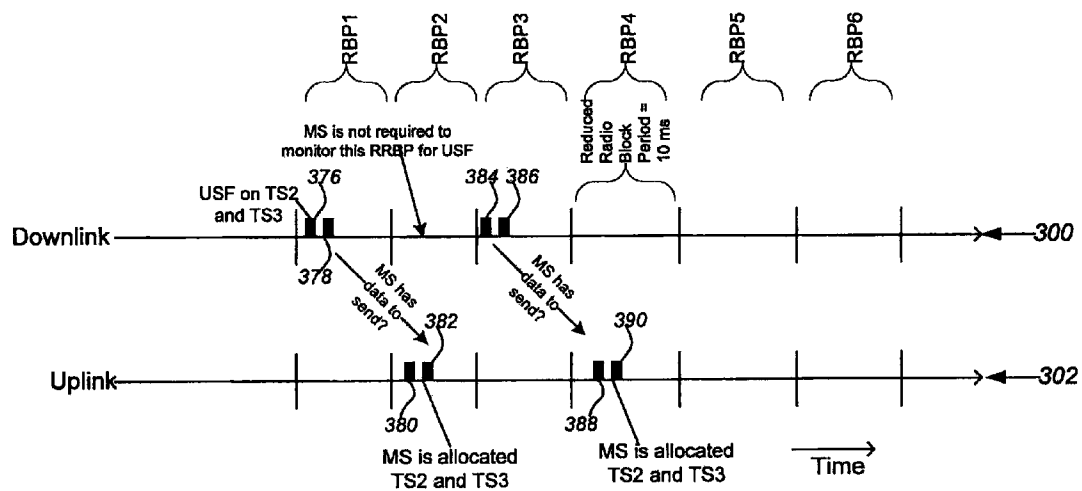 RBP1
RBP2
RBP3
RBP4
RBP5
RBP6
MS is not required to
monitor this RRBP for USF
Reduced
Radio
Block
Period =
10 ms
USF on TS2
and TS3
376
384
386
Downlink
300
378
MS has
data to
send?
MS has
data to
send?
382
390
Uplink
302
380
388
MS is allocated
TS2 and TS3
MS is allocated
TS2 and TS3
Time